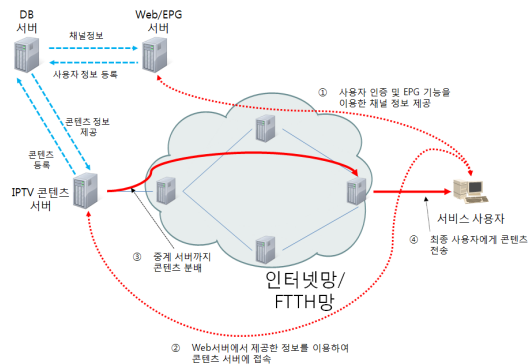 DB
서버
Web/EPG
서버
채널정보
사용자 정보 등록
① 사용자 인증 및 EPG 기능을
이용한 채널 정보 제공
콘텐츠 정보
제공
콘텐츠
등록
IPTV 콘텐츠
서버
서비스 사용자
③ 중계 서버까지
콘텐츠 분배
④ 최종 사용자에게 콘텐츠
전송
인터넷망/
FTTH망
② Web서버에서 제공한 정보를 이용하여
콘텐츠 서버에 접속